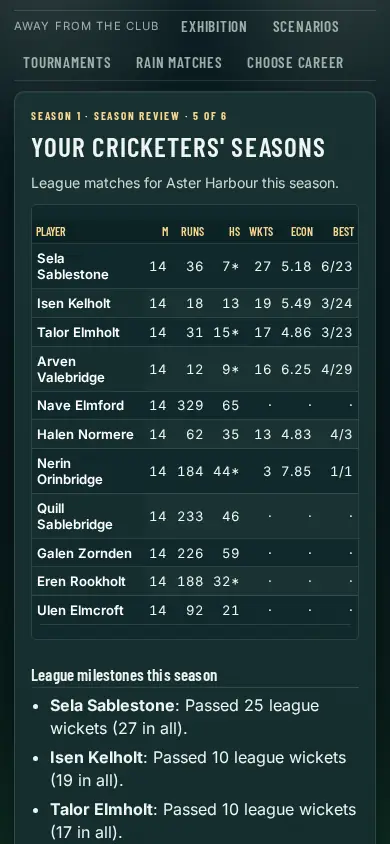 AWAY FROM THE CLUB EXHIBITION SCENARIOS
TOURNAMENTS RAIN MATCHES CHOOSE CAREER
SEASON 1 · SEASON REVIEW · 5 OF 6
YOUR CRICKETERS' SEASONS
League matches for Aster Harbour this season.
PLAYER M RUNS HS WKTS ECON BEST
Sela
Sablestone 14 36 7* 27 5.18 6/23
Isen Kelholt 14 18 13 19 5.49 3/24
Talor Elmholt 14 31 15* 17 4.86 3/23
Arven
Valebridge 14 12 9* 16 6.25 4/29
Nave Elmford 14 329 65 · · ·
Halen Normere 14 62 35 13 4.83 4/3
Nerin
Orinbridge 14 184 44* 3 7.85 1/1
Quill
Sablebridge 14 233 46 · · ·
Galen Zornden 14 226 59 · · ·
Eren Rookholt 14 188 32* · · ·
Ulen Elmcroft 14 92 21 · · ·
League milestones this season
• Sela Sablestone: Passed 25 league
wickets (27 in all).
• Isen Kelholt: Passed 10 league wickets
(19 in all).
• Talor Elmholt: Passed 10 league wickets
(17 in all).